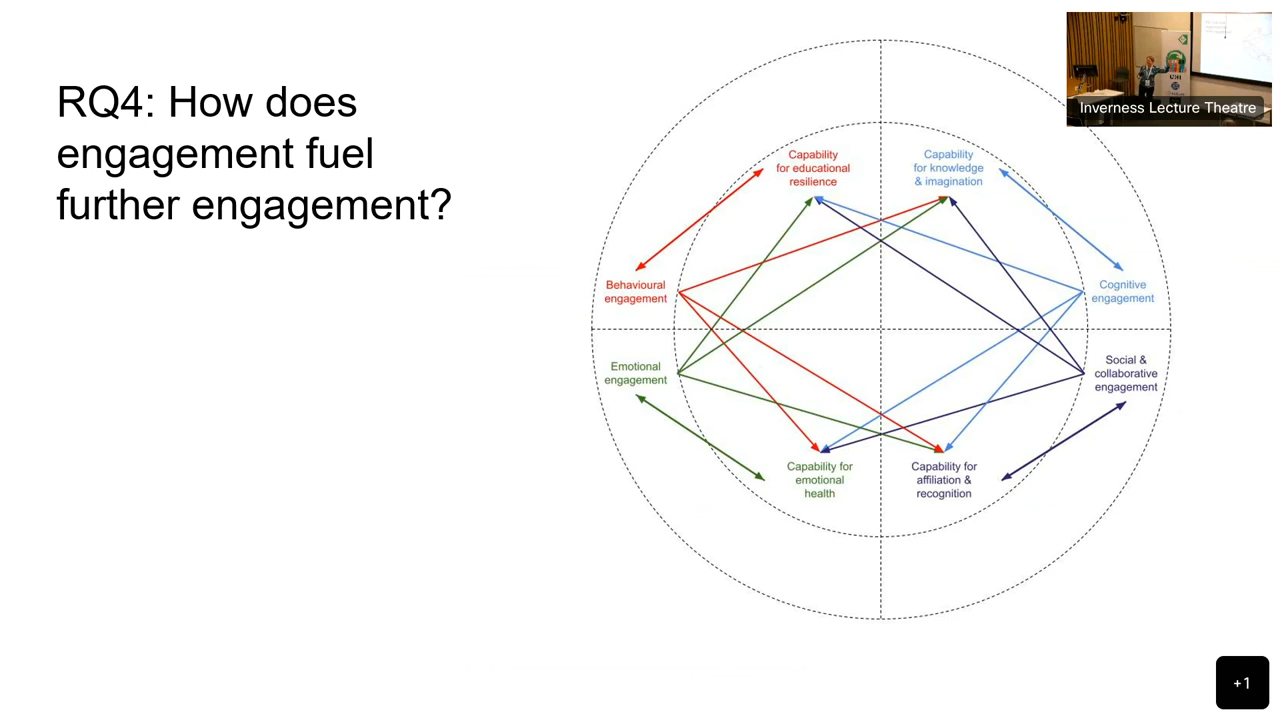 RQ4: How does
engagement fuel
further engagement?
Inverness Lecture Theatre
Capability
for educational
resilience
Capability
for knowledge
& imagination
Behavioural
engagement
Cognitive
engagement
Emotional
engagement
Social &
collaborative
engagement
Capability for
emotional
health
Capability for
affiliation &
recognition
+1